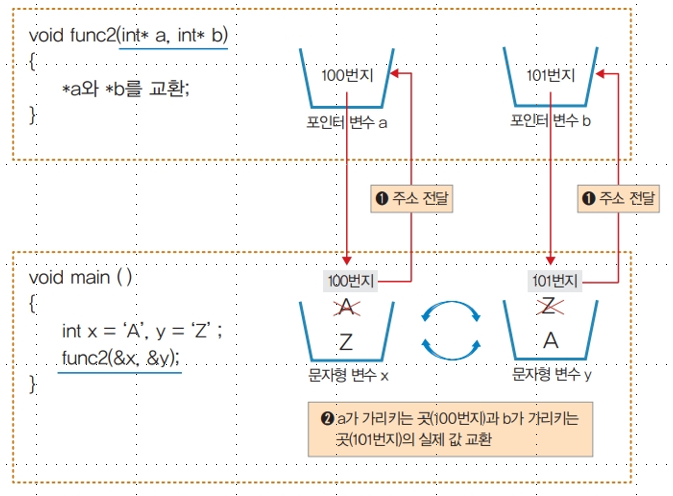 void func2(int* a, int* b)
{
*a와 *b를 교환;
}
100번지
포인터 변수 a
101번지
포인터 변수 b
❶ 주소 전달
❶ 주소 전달
void main ( )
{
int x = ‘A’, y = ‘Z’ ;
func2(&x, &y);
}
100번지
A
Z
문자형 변수 x
101번지
Z
A
문자형 변수 y
❷ a가 가리키는 곳(100번지)과 b가 가리키는
곳(101번지)의 실제 값 교환